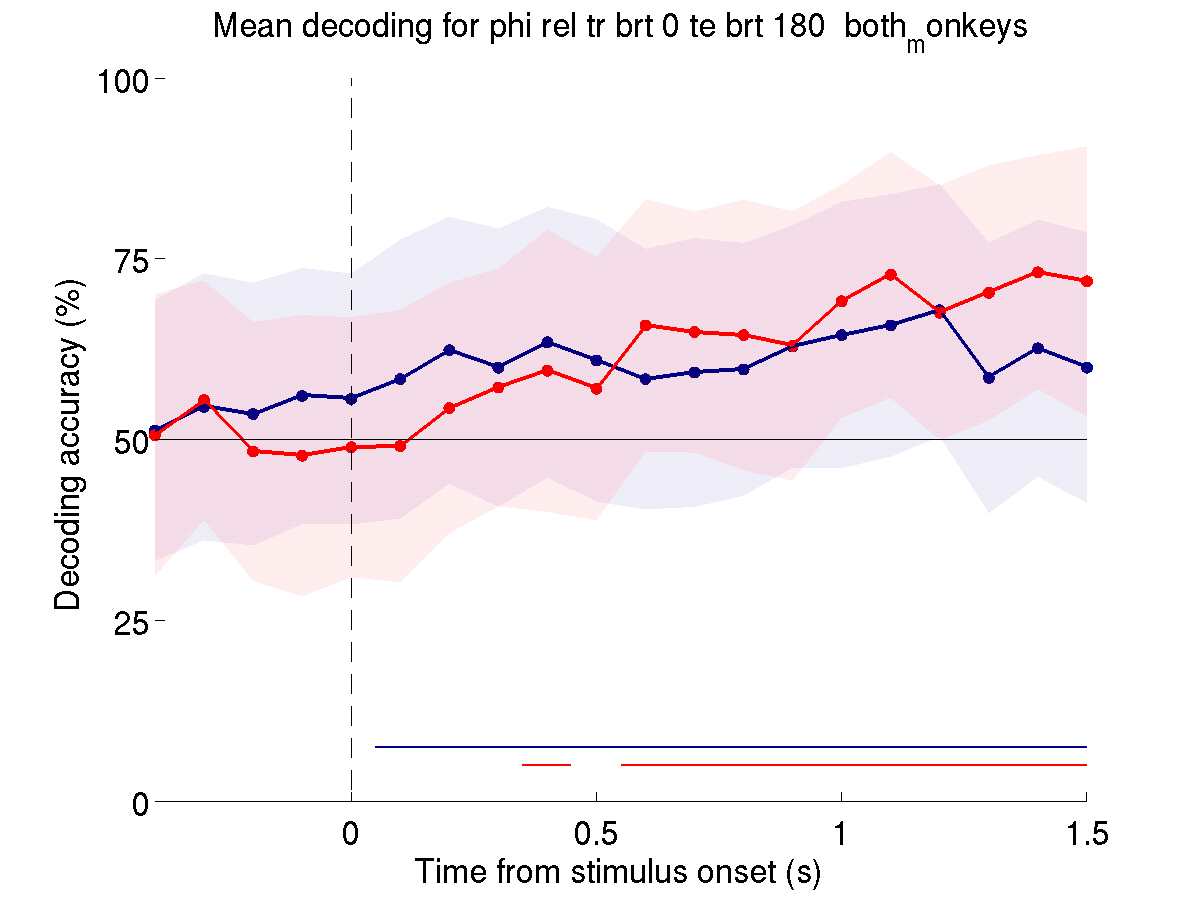 Mean decoding for phi rel tr brt 0 te brt 180 both_monkeys
100
75
50
25
0
Decoding accuracy (%)
0 0.5 1 1.5
Time from stimulus onset (s)